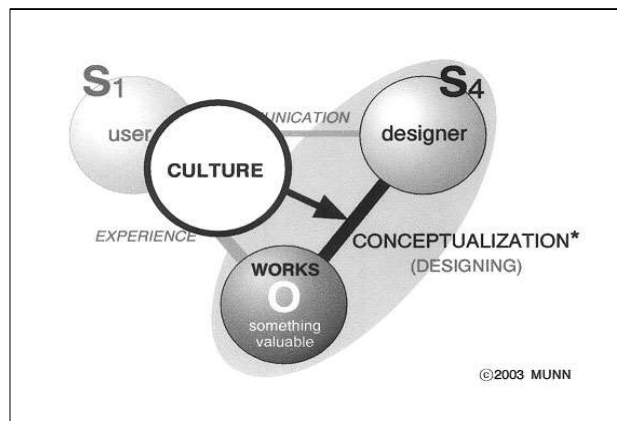 S1
S4
UNICATION
user
designer
CULTURE
EXPERIENCE
CONCEPTUALIZATION*
(DESIGNING)
WORKS
O
something
valuable
©2003 MUNN